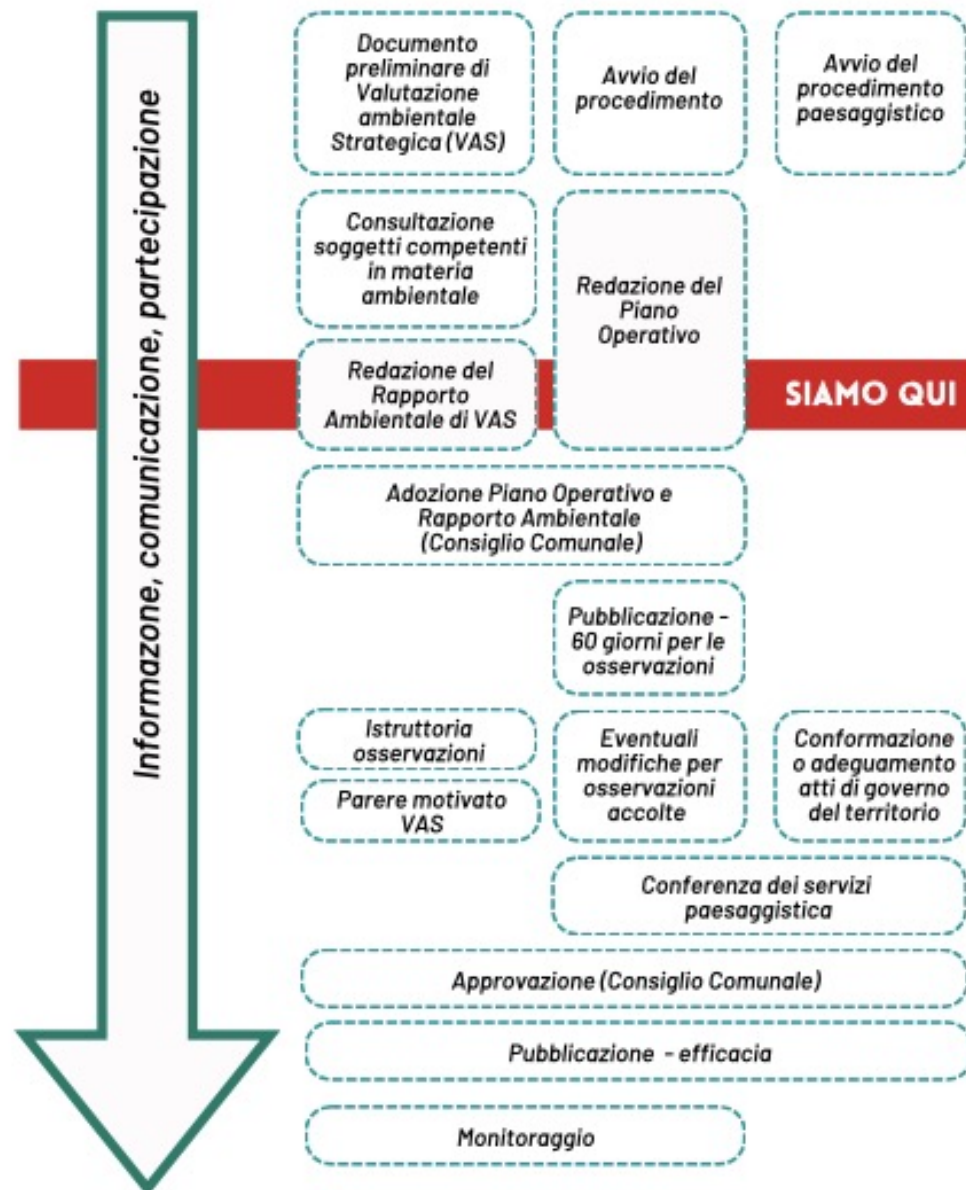 Informazone, comunicazione, partecipazione
Documento
preliminare di
Valutazione
ambientale
Strategica (VAS)
Avvio del
procedimento
Avvio del
procedimento
paesaggistico
Consultazione
soggetti competenti
in materia
ambientale
Redazione del
Piano
Operativo
Redazione del
Rapporto
Ambientale di VAS
SIAMO QUI
Adozione Piano Operativo e
Rapporto Ambientale
(Consiglio Comunale)
Pubblicazione -
60 giorni per le
osservazioni
Istruttoria
osservazioni
Parere motivato
VAS
Eventuali
modifiche per
osservazioni
accolte
Conformazione
o adeguamento
atti di governo
del territorio
Conferenza dei servizi
paesaggistica
Approvazione (Consiglio Comunale)
Pubblicazione - efficacia
Monitoraggio